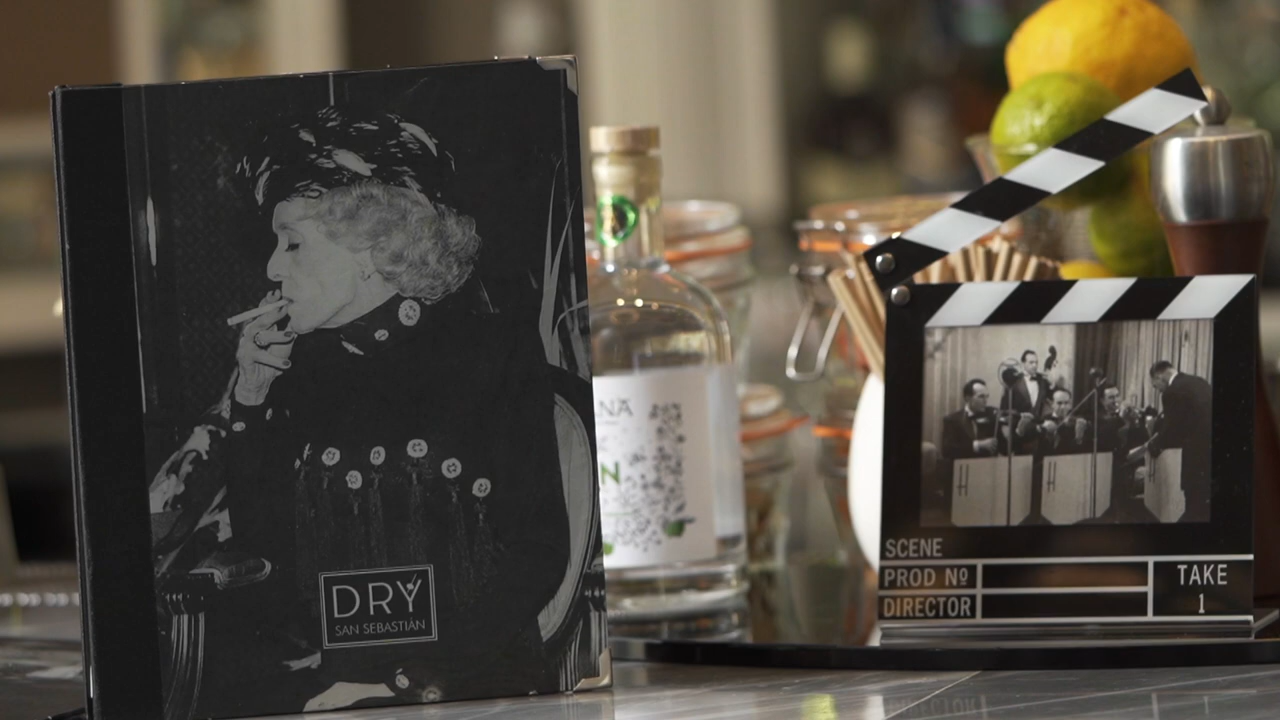 DRY
SAN SEBASTIÁN
SCENE
PROD Nº
DIRECTOR
TAKE
1
H
H